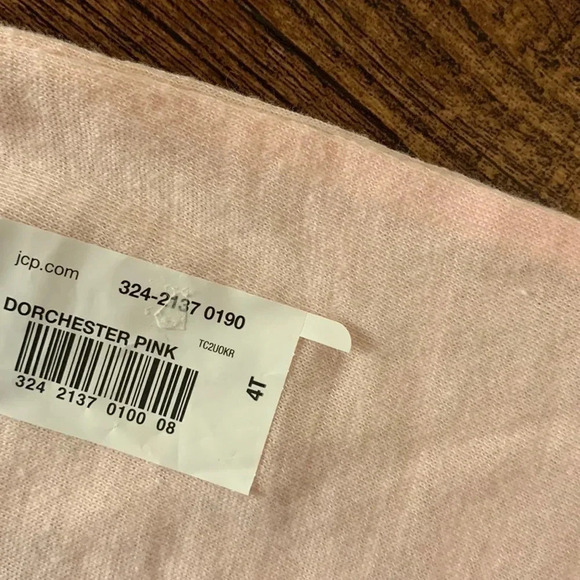 jcp.com
324-2137 0190
DORCHESTER PINK
TC2U0KR
4T
324 2137 0100 08